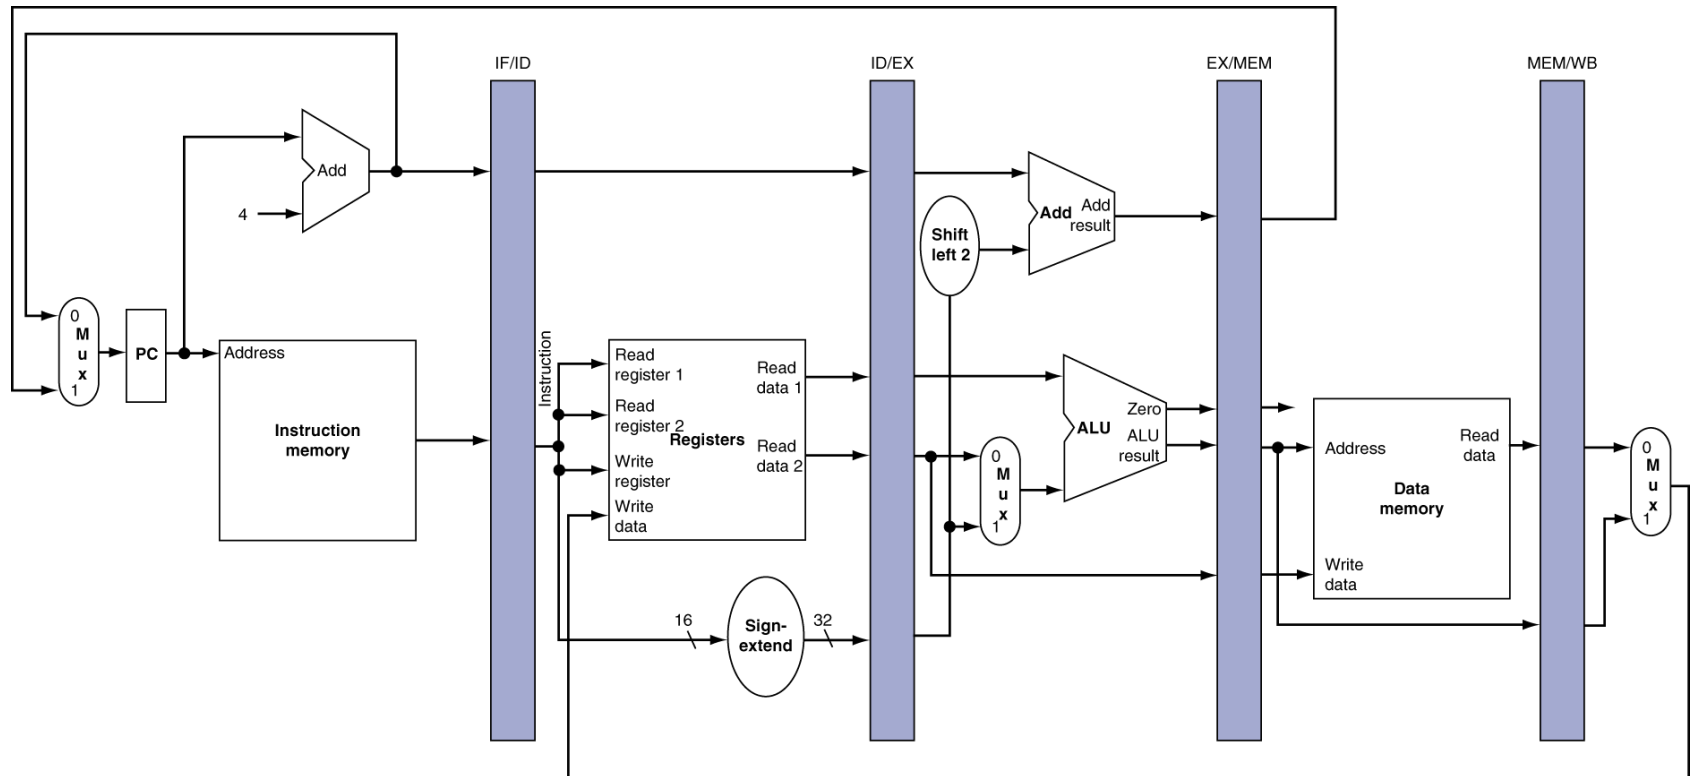 IF/ID
ID/EX
EX/MEM
MEM/WB
Add
4
Add
Add
result
Shift
left 2
0
M
u
x
1
PC
Address
Instruction
memory
Instruction
Read
register 1
Read
register 2
Write
register
Write
data
Registers
Read
data 1
Read
data 2
16
Sign-
extend
32
0
M
u
x
1
ALU
Zero
ALU
result
Address
Read
data
Data
memory
Write
data
0
M
u
x
1